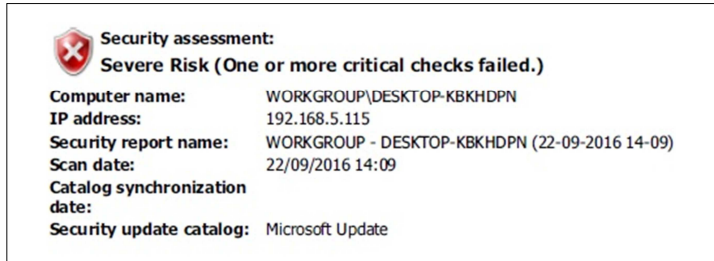 Security assessment:
Severe Risk (One or more critical checks failed.)
Computer name: WORKGROUP\DESKTOP-KBKHDPN
IP address: 192.168.5.115
Security report name: WORKGROUP - DESKTOP-KBKHDPN (22-09-2016 14-09)
Scan date: 22/09/2016 14:09
Catalog synchronization
date:
Security update catalog: Microsoft Update